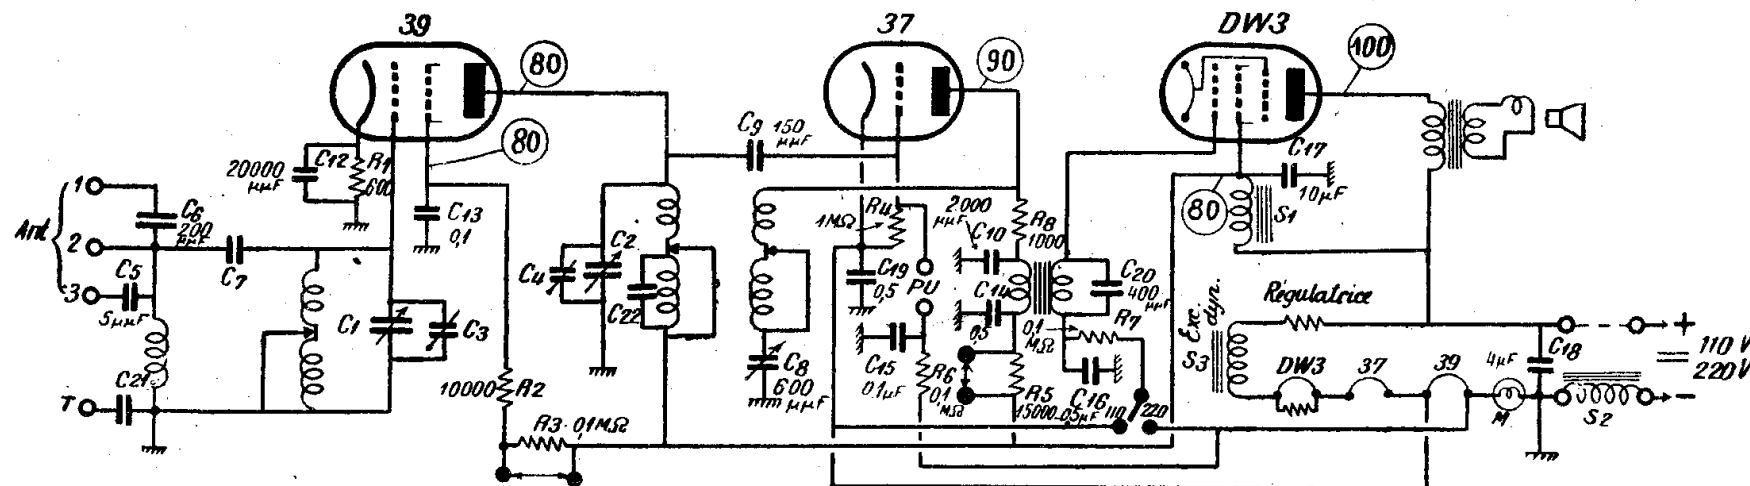 39
37
DW3
80
90
100
80
C9 150
µµF
C12
20000
µµF
R1
600
C17
10µF
1
Ant
C6
200
µµF
2
C7
3
C5
5µµF
C13
0,1
80
S1
R4
1MΩ
2000
µµF
C10
R8
1000
C4
C2
C22
C19
0,5
PU
C14
0,5
C20
400
µµF
C1
C3
C21
T
C15
0,1µF
R6
0,1
MΩ
0,1
MΩ
R7
C8
600
µµF
R5
15000
C16
0,5µF
110
220
10000
R2
R3 0,1MΩ
Exc.
dyn.
S3
Régulatrice
DW3
37
39
M
4µF
C18
S2
+
110 V
220 V
−